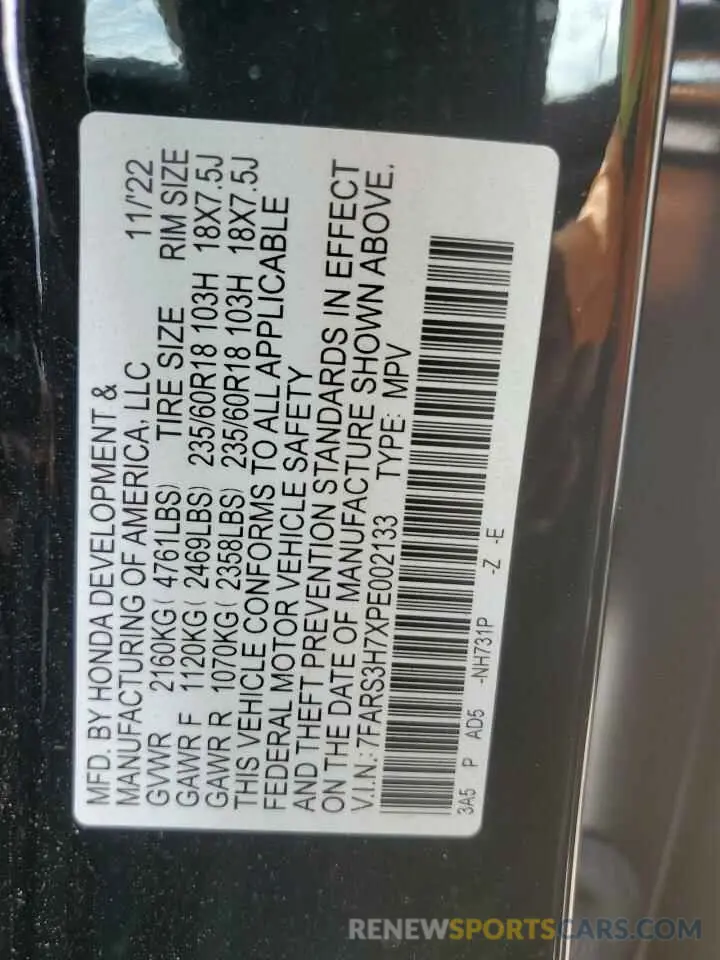 MFD. BY HONDA DEVELOPMENT &
MANUFACTURING OF AMERICA, LLC 11/'22
GVWR 2160KG( 4761LBS) TIRE SIZE RIM SIZE
GAWR F 1120KG( 2469LBS) 235/60R18 103H 18X7.5J
GAWR R 1070KG( 2358LBS) 235/60R18 103H 18X7.5J
THIS VEHICLE CONFORMS TO ALL APPLICABLE
FEDERAL MOTOR VEHICLE SAFETY
AND THEFT PREVENTION STANDARDS IN EFFECT
ON THE DATE OF MANUFACTURE SHOWN ABOVE.
V.I.N.: 7FARS3H7XPE002133 TYPE: MPV
3A5 P AD5 -NH731P -Z -E
RENEWSPORTSCARS.COM